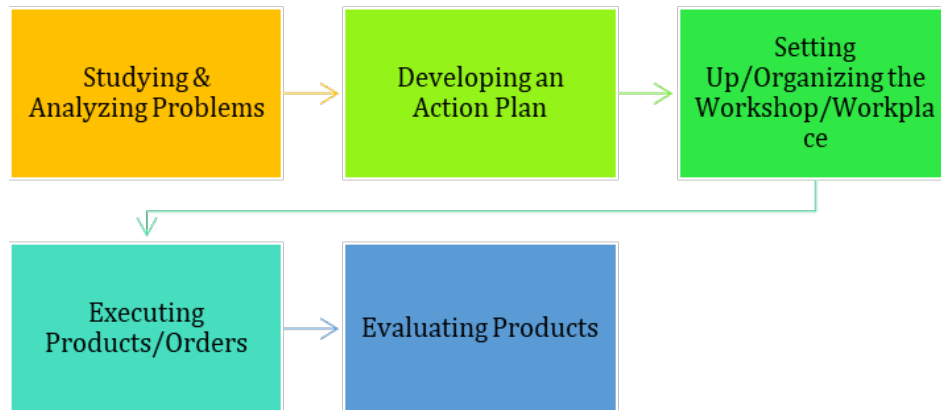 Studying &
Analyzing Problems
Developing an
Action Plan
Setting
Up/Organizing the
Workshop/Workpla
ce
Executing
Products/Orders
Evaluating Products